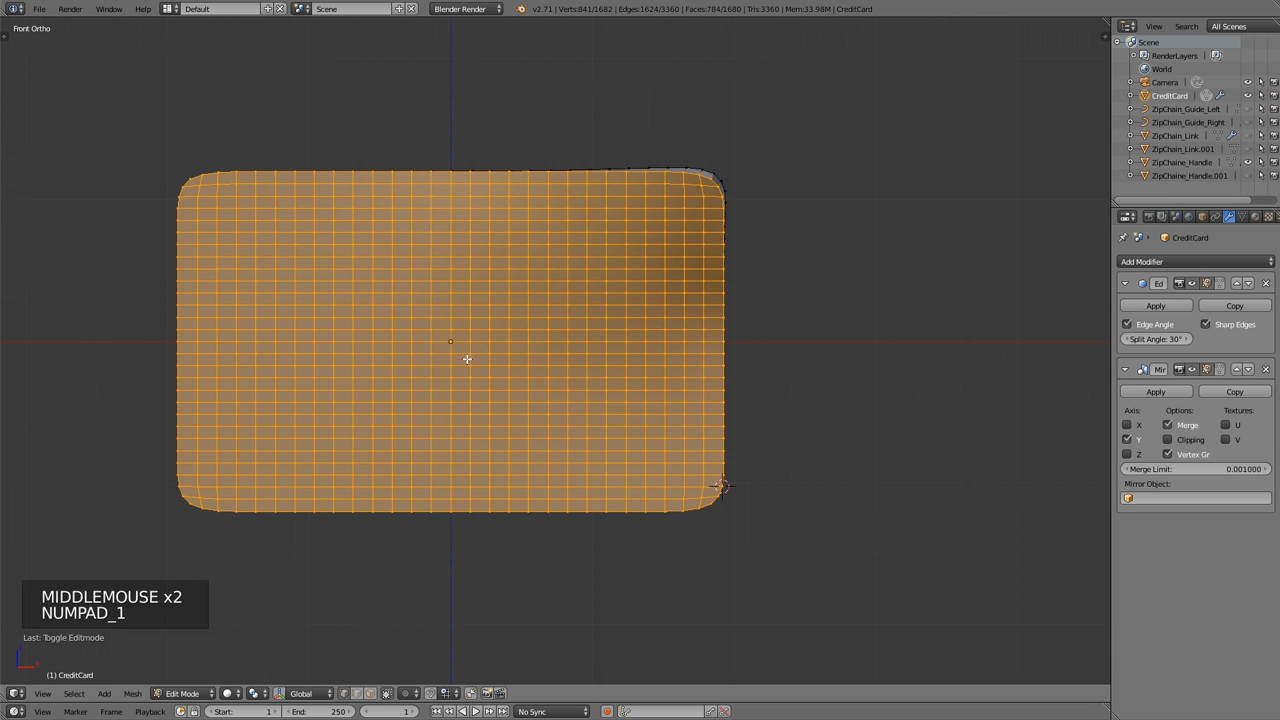 File Render Window Help Default Scene Blender Render v2.71 | Verts:841/1682 | Edges:1624/3360 | Faces:784/1680 | Tris:3360 | Mem:33.98M | CreditCard
Front Ortho
View Search All Scenes
Scene
RenderLayers
World
Camera
CreditCard
ZipChain_Guide_Left
ZipChain_Guide_Right
ZipChain_Link
ZipChain_Link.001
ZipChaine_Handle
ZipChaine_Handle.001
CreditCard
Add Modifier
Ed
Apply Copy
Edge Angle Sharp Edges
Split Angle: 30°
Mir
Apply Copy
Axis: Options: Textures:
X Merge U
Y Clipping V
Z Vertex Gr
Merge Limit: 0.001000
Mirror Object:
MIDDLEMOUSE x2
NUMPAD_1
Last: Toggle Editmode
(1) CreditCard
View Select Add Mesh Edit Mode Global
View Marker Frame Playback Start: 1 End: 250 1 No Sync